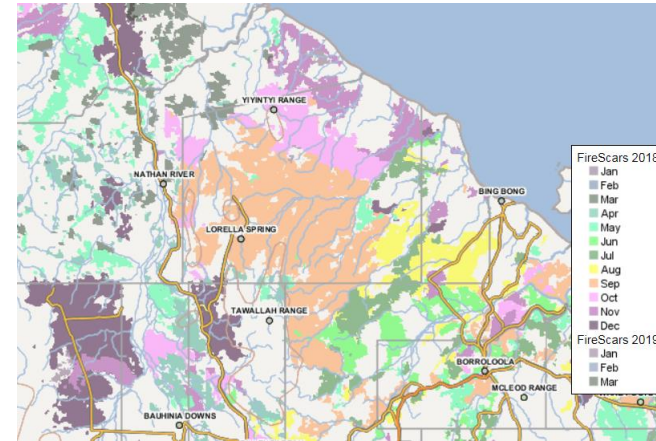 YIYINTYI RANGE
NATHAN RIVER
BING BONG
LORELLA SPRING
TAWALLAH RANGE
BORROLOOLA
MCLEOD RANGE
BAUHINIA DOWNS
FireScars 2018
Jan
Feb
Mar
Apr
May
Jun
Jul
Aug
Sep
Oct
Nov
Dec
FireScars 2019
Jan
Feb
Mar